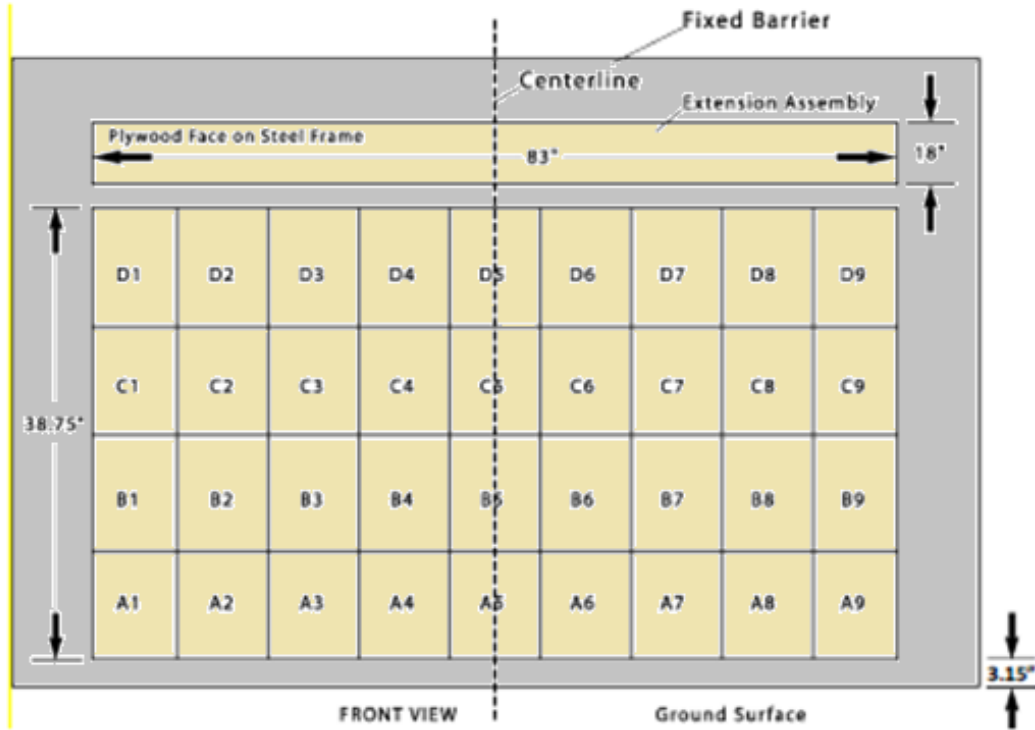 Fixed Barrier
Centerline
Extension Assembly
Plywood Face on Steel Frame
83"
18"
D1 D2 D3 D4 D5 D6 D7 D8 D9
C1 C2 C3 C4 C5 C6 C7 C8 C9
38.75"
B1 B2 B3 B4 B5 B6 B7 B8 B9
A1 A2 A3 A4 A5 A6 A7 A8 A9
3.15"
FRONT VIEW Ground Surface